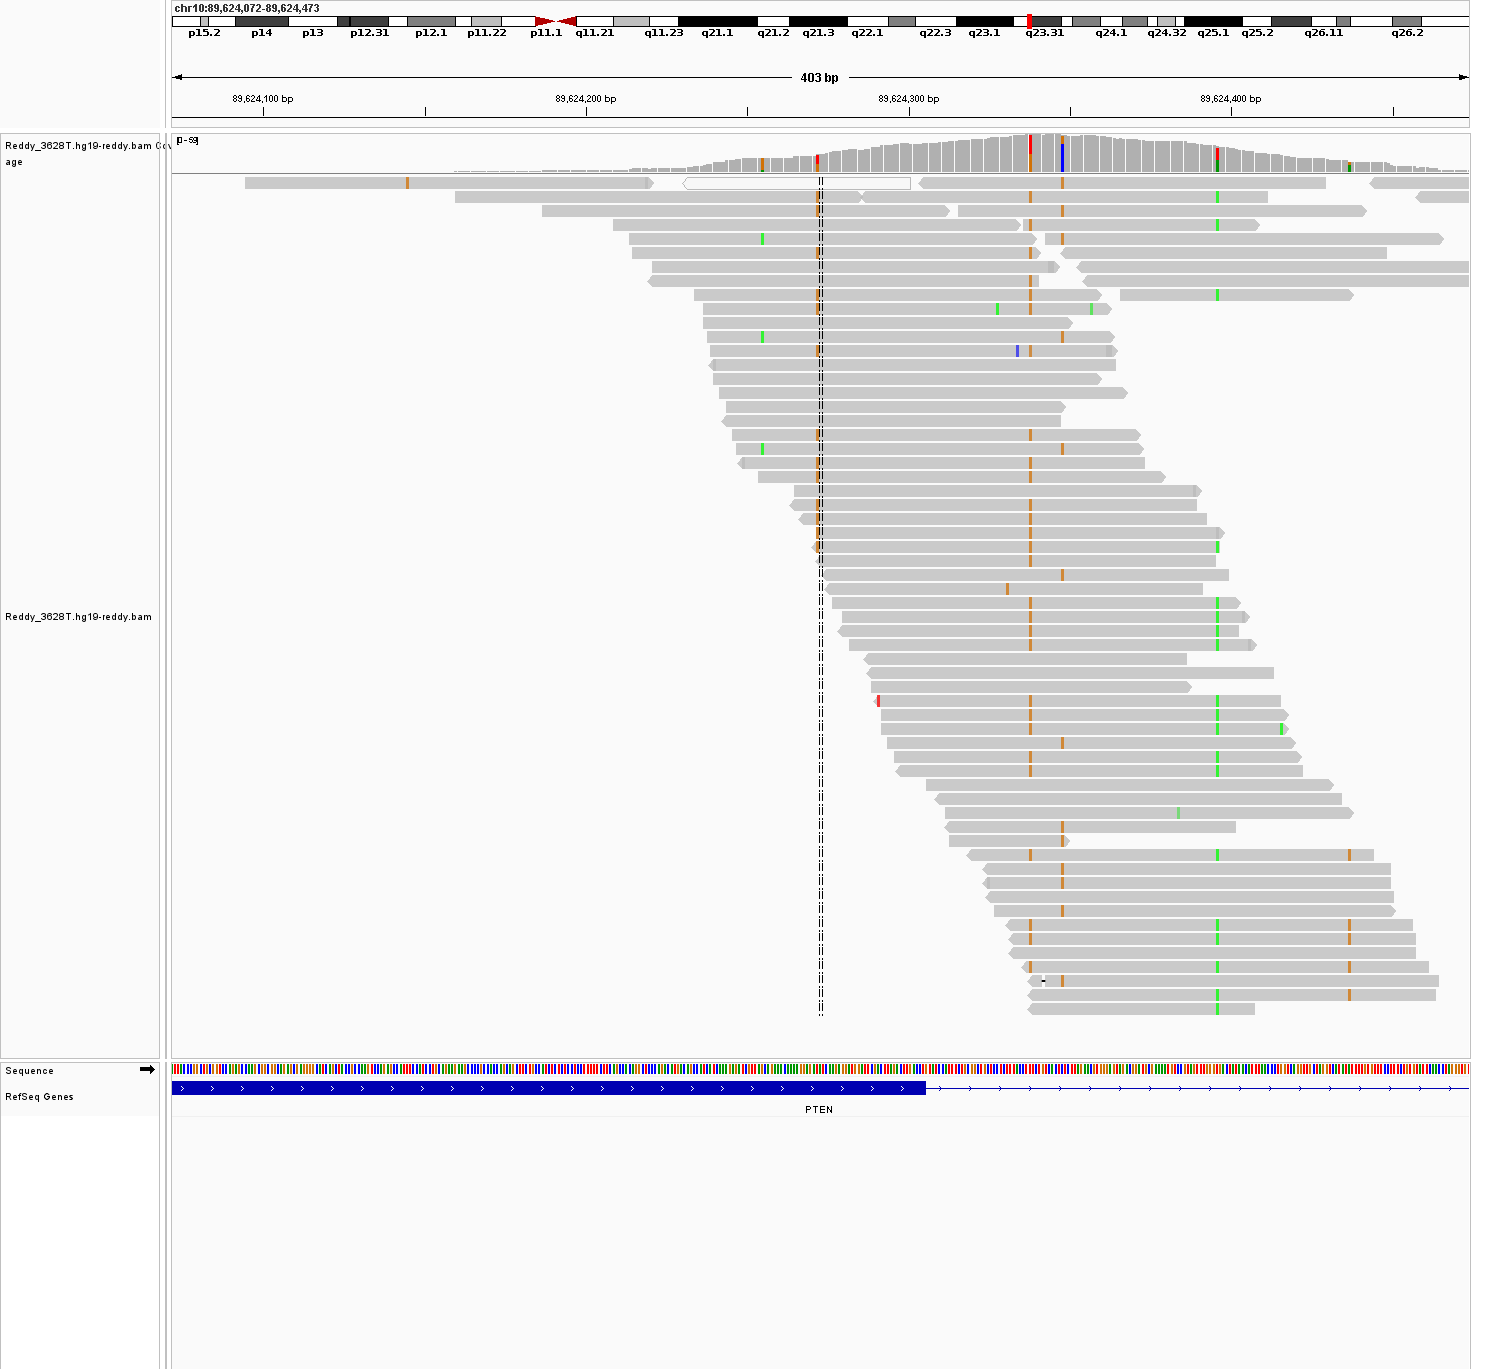 chr10:89,624,072-89,624,473
p15.2 p14 p13 p12.31 p12.1 p11.22 p11.1 q11.21 q11.23 q21.1 q21.2 q21.3 q22.1 q22.3 q23.1 q23.31 q24.1 q24.32 q25.1 q25.2 q26.11 q26.2
403 bp
89,624,100 bp 89,624,200 bp 89,624,300 bp 89,624,400 bp
[0-59]
Reddy_3628T.hg19-reddy.bam Cov
age
Reddy_3628T.hg19-reddy.bam
Sequence
RefSeq Genes
PTEN